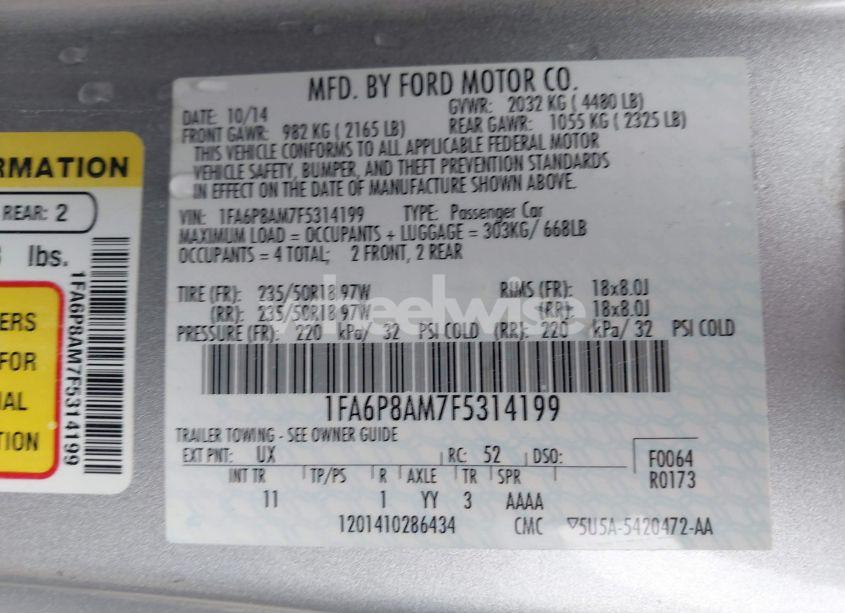 RMATION
REAR: 2
lbs.
1FA6P8AM7F5314199
ERS
FOR
IAL
TION
MFD. BY FORD MOTOR CO.
DATE: 10/14 GVWR: 2032 KG ( 4480 LB)
FRONT GAWR: 982 KG ( 2165 LB) REAR GAWR: 1055 KG ( 2325 LB)
THIS VEHICLE CONFORMS TO ALL APPLICABLE FEDERAL MOTOR
VEHICLE SAFETY, BUMPER, AND THEFT PREVENTION STANDARDS
IN EFFECT ON THE DATE OF MANUFACTURE SHOWN ABOVE.
VIN: 1FA6P8AM7F5314199 TYPE: Passenger Car
MAXIMUM LOAD = OCCUPANTS + LUGGAGE = 303KG/ 668LB
OCCUPANTS = 4 TOTAL; 2 FRONT, 2 REAR
TIRE (FR): 235/50R18 97W RIMS (FR): 18x8.0J
(RR): 235/50R18 97W (RR): 18x8.0J
PRESSURE (FR): 220 kPa/ 32 PSI COLD (RR): 220 kPa/ 32 PSI COLD
wheelwise
1FA6P8AM7F5314199
TRAILER TOWING - SEE OWNER GUIDE
EXT PNT: UX RC: 52 DSO: F0064
INT TR TP/PS R AXLE TR SPR R0173
11 1 YY 3 AAAA
1201410286434 CMC ▽5U5A-5420472-AA